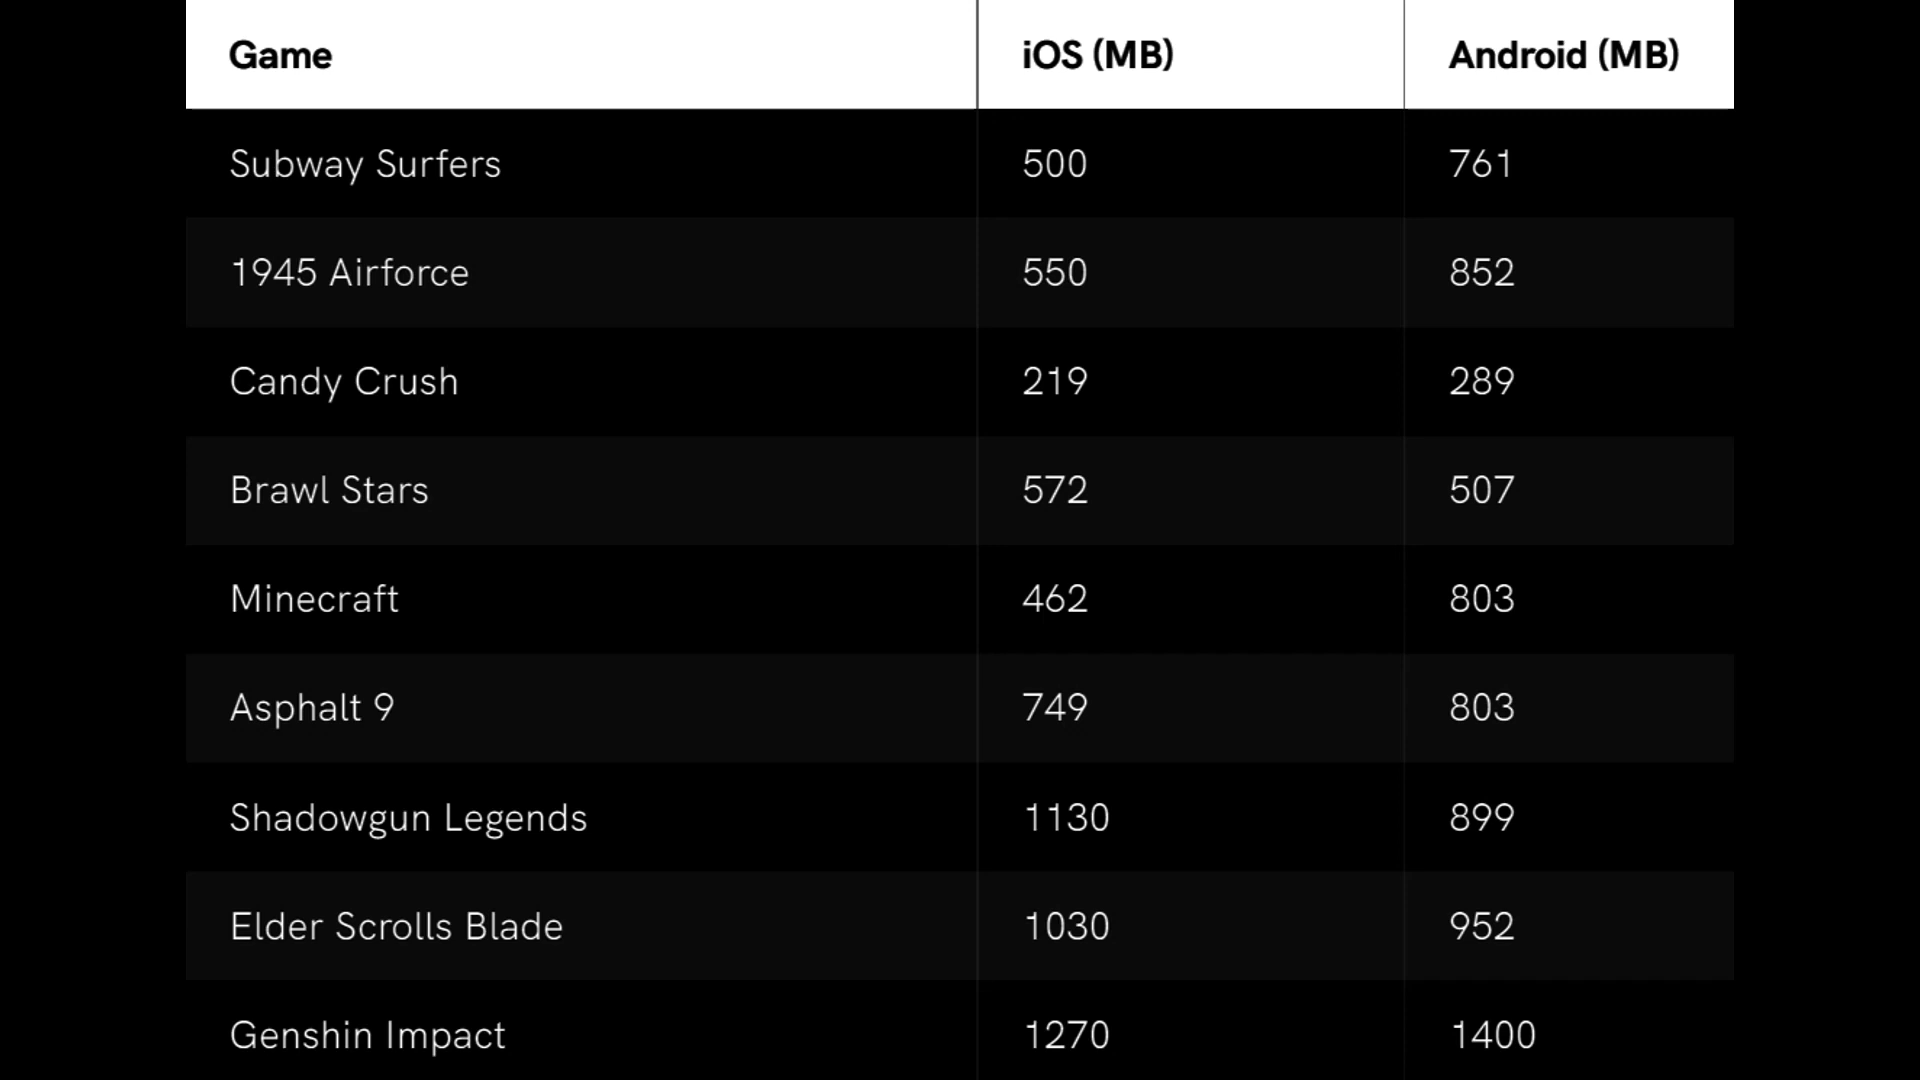 Game iOS (MB) Android (MB)
Subway Surfers 500 761
1945 Airforce 550 852
Candy Crush 219 289
Brawl Stars 572 507
Minecraft 462 803
Asphalt 9 749 803
Shadowgun Legends 1130 899
Elder Scrolls Blade 1030 952
Genshin Impact 1270 1400